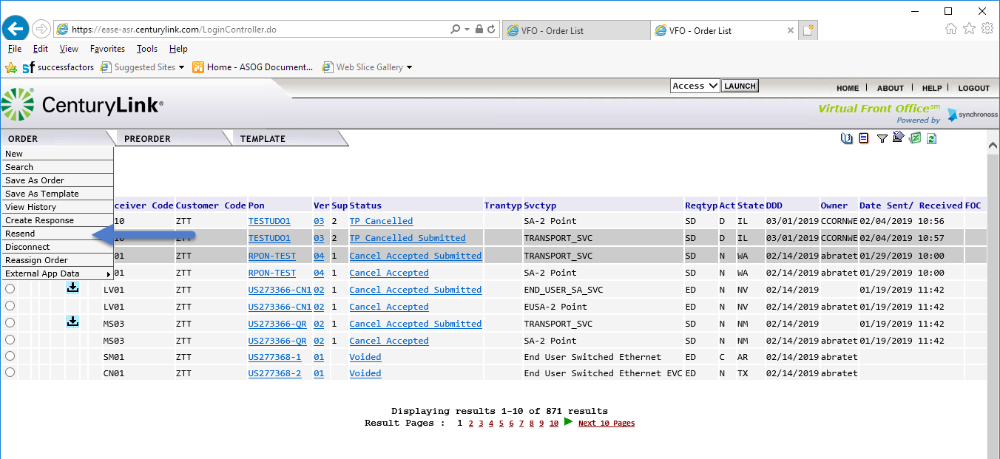 https://ease-asr.centurylink.com/LoginController.do
VFO - Order List
VFO - Order List
File Edit View Favorites Tools Help
sf successfactors Suggested Sites Home - ASOG Document... Web Slice Gallery
Access LAUNCH
HOME | ABOUT | HELP | LOGOUT
CenturyLink®
Virtual Front Office℠
Powered by synchronoss
ORDER PREORDER TEMPLATE
New
Search
Save As Order
Save As Template
View History
Create Response
Resend
Disconnect
Reassign Order
External App Data
ceiver Code Customer Code Pon Ver Sup Status Trantyp Svctyp Reqtyp Act State DDD Owner Date Sent/ Received FOC
10 ZTT TESTUDO1 03 2 TP Cancelled SA-2 Point SD D IL 03/01/2019 CCORNWE 02/04/2019 10:56
10 ZTT TESTUDO1 03 2 TP Cancelled Submitted TRANSPORT_SVC SD D IL 03/01/2019 CCORNWE 02/04/2019 10:57
01 ZTT RPON-TEST 04 1 Cancel Accepted Submitted TRANSPORT_SVC SD N WA 02/14/2019 abratet 01/29/2019 10:00
01 ZTT RPON-TEST 04 1 Cancel Accepted SA-2 Point SD N WA 02/14/2019 abratet 01/29/2019 10:00
LV01 ZTT US273366-CN1 02 1 Cancel Accepted Submitted END_USER_SA_SVC ED N NV 02/14/2019 01/19/2019 11:42
LV01 ZTT US273366-CN1 02 1 Cancel Accepted EUSA-2 Point ED N NV 02/14/2019 abratet 01/19/2019 11:42
MS03 ZTT US273366-QR 02 1 Cancel Accepted Submitted TRANSPORT_SVC SD N NM 02/14/2019 01/19/2019 11:42
MS03 ZTT US273366-QR 02 1 Cancel Accepted SA-2 Point SD N NM 02/14/2019 abratet 01/19/2019 11:42
SM01 ZTT US277368-1 01 Voided End User Switched Ethernet ED C AR 02/14/2019 abratet
CN01 ZTT US277368-2 01 Voided End User Switched Ethernet EVC ED N TX 02/14/2019 abratet
Displaying results 1-10 of 871 results
Result Pages : 1 2 3 4 5 6 7 8 9 10 Next 10 Pages